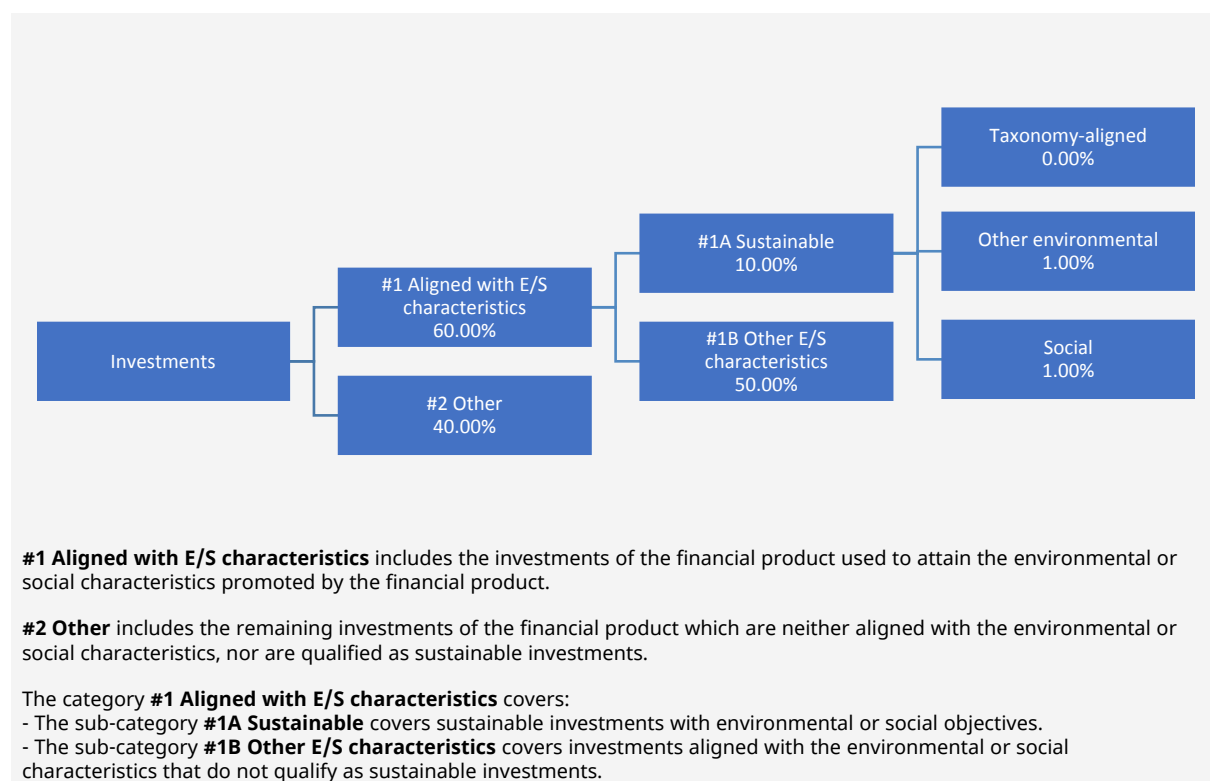 Investments
#1 Aligned with E/S
characteristics
60.00%
#2 Other
40.00%
#1A Sustainable
10.00%
#1B Other E/S
characteristics
50.00%
Taxonomy-aligned
0.00%
Other environmental
1.00%
Social
1.00%
#1 Aligned with E/S characteristics includes the investments of the financial product used to attain the environmental or
social characteristics promoted by the financial product.
#2 Other includes the remaining investments of the financial product which are neither aligned with the environmental or
social characteristics, nor are qualified as sustainable investments.
The category #1 Aligned with E/S characteristics covers:
- The sub-category #1A Sustainable covers sustainable investments with environmental or social objectives.
- The sub-category #1B Other E/S characteristics covers investments aligned with the environmental or social
characteristics that do not qualify as sustainable investments.